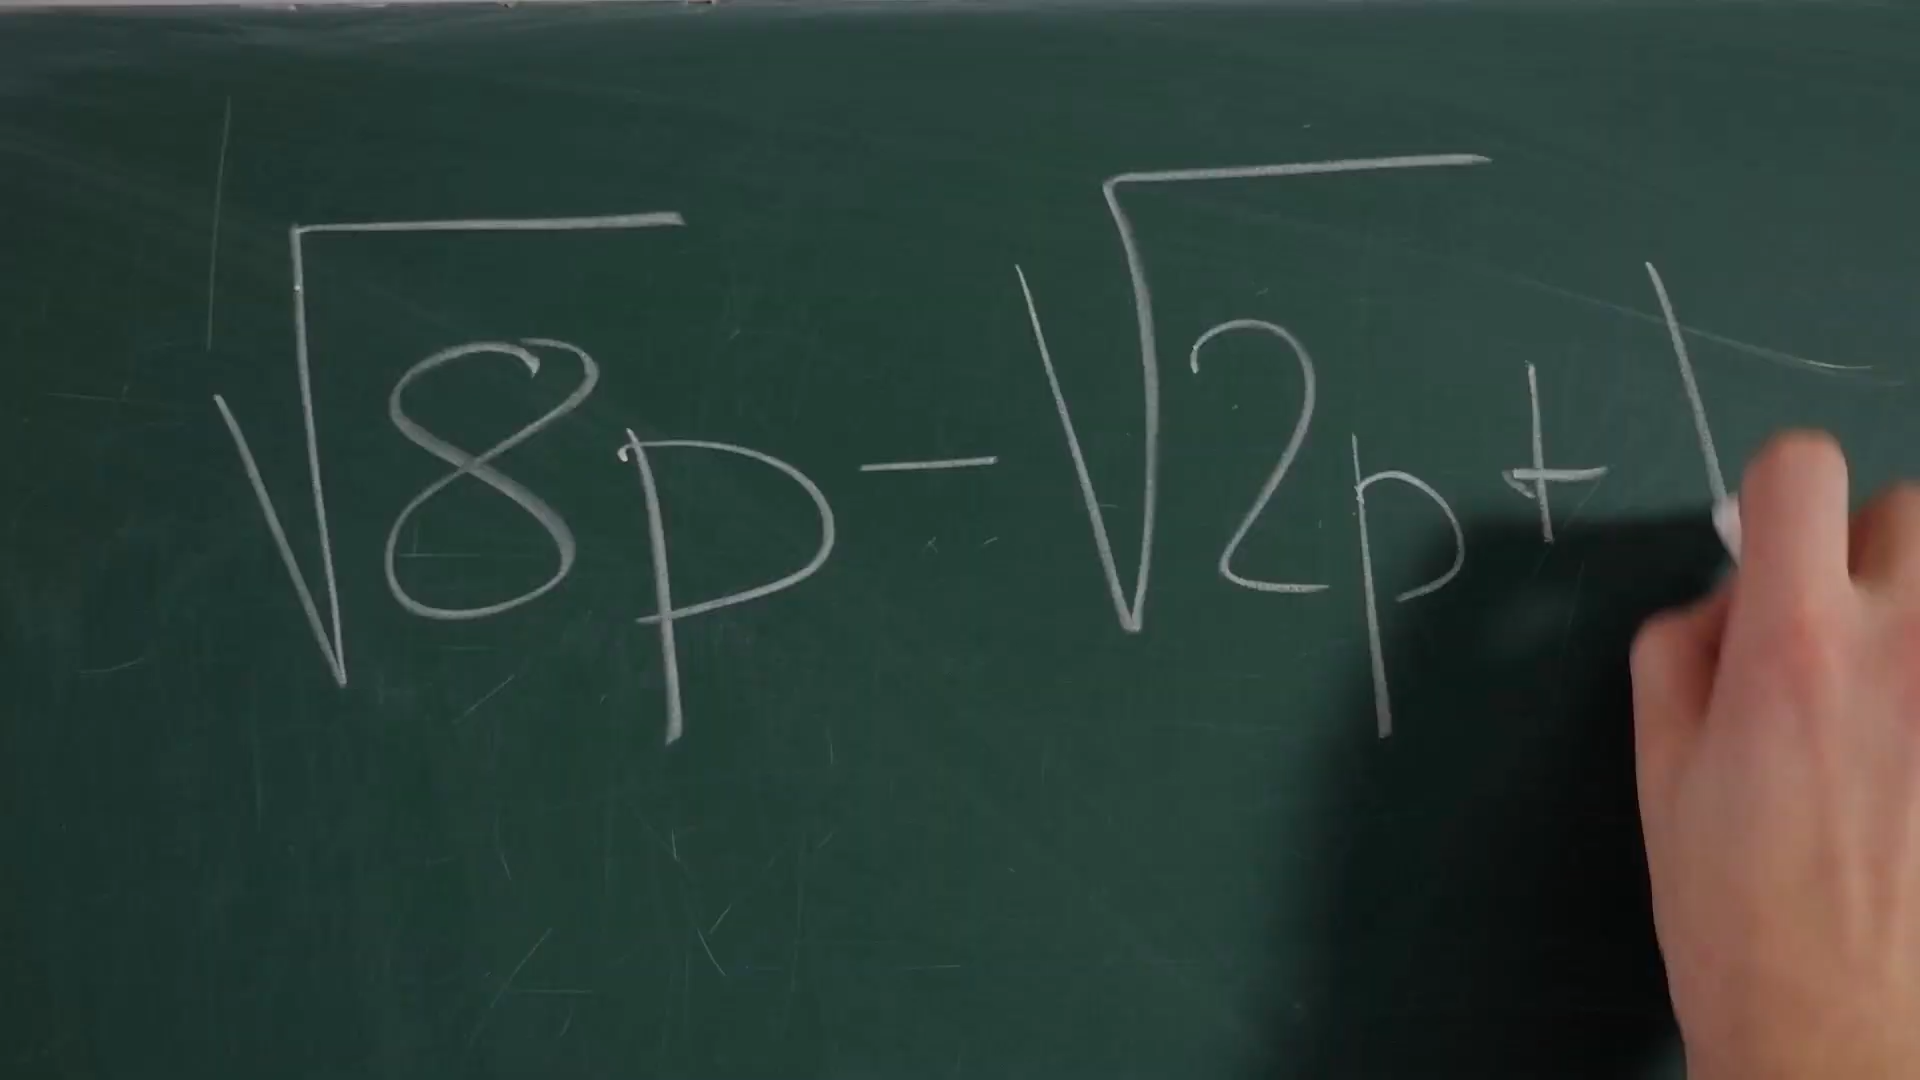 √8p - √2p + √